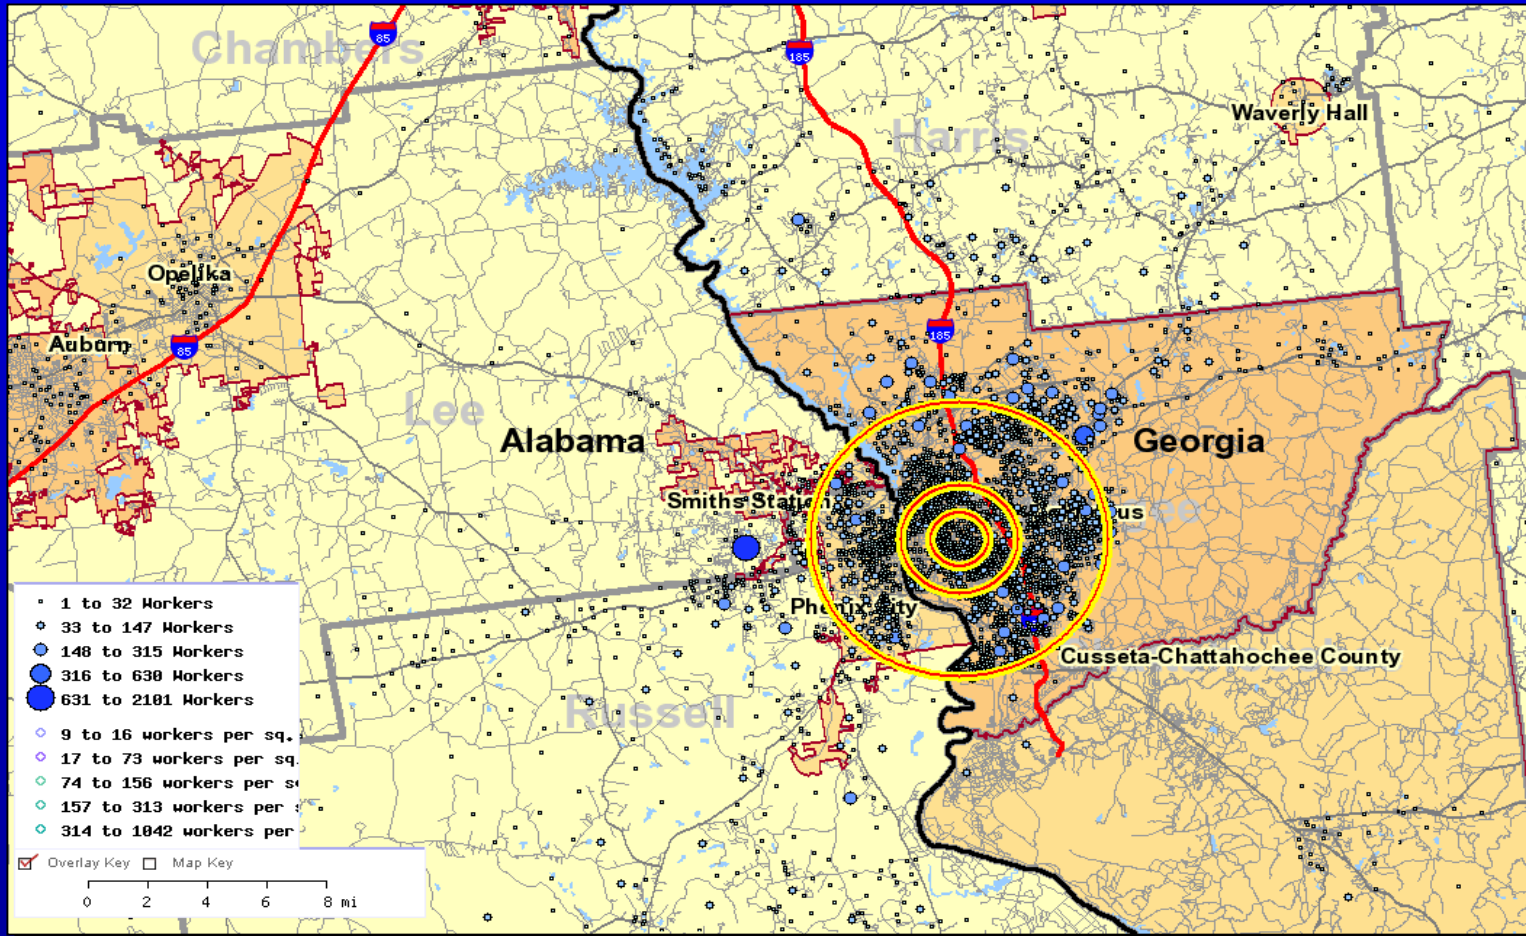 85
Chambers
185
Waverly Hall
Harris
Opelika
185
Auburn
85
Lee
Alabama
Georgia
Smiths Station
us
ee
1 to 32 Workers
33 to 147 Workers
148 to 315 Workers
316 to 630 Workers
631 to 2101 Workers
9 to 16 workers per sq.
17 to 73 workers per sq.
74 to 156 workers per s
157 to 313 workers per s
314 to 1042 workers per
Phenix City
Cusseta-Chattahochee County
Russell
Overlay Key Map Key
0 2 4 6 8 mi